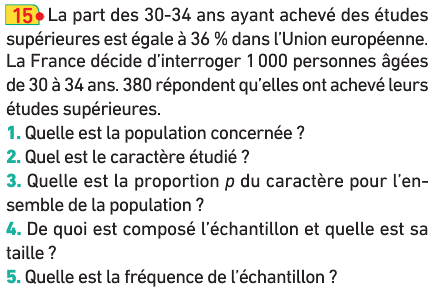 15 La part des 30-34 ans ayant achevé des études
supérieures est égale à 36 % dans l'Union européenne.
La France décide d'interroger 1 000 personnes âgées
de 30 à 34 ans. 380 répondent qu'elles ont achevé leurs
études supérieures.
1. Quelle est la population concernée ?
2. Quel est le caractère étudié ?
3. Quelle est la proportion p du caractère pour l'en-
semble de la population ?
4. De quoi est composé l'échantillon et quelle est sa
taille ?
5. Quelle est la fréquence de l'échantillon ?